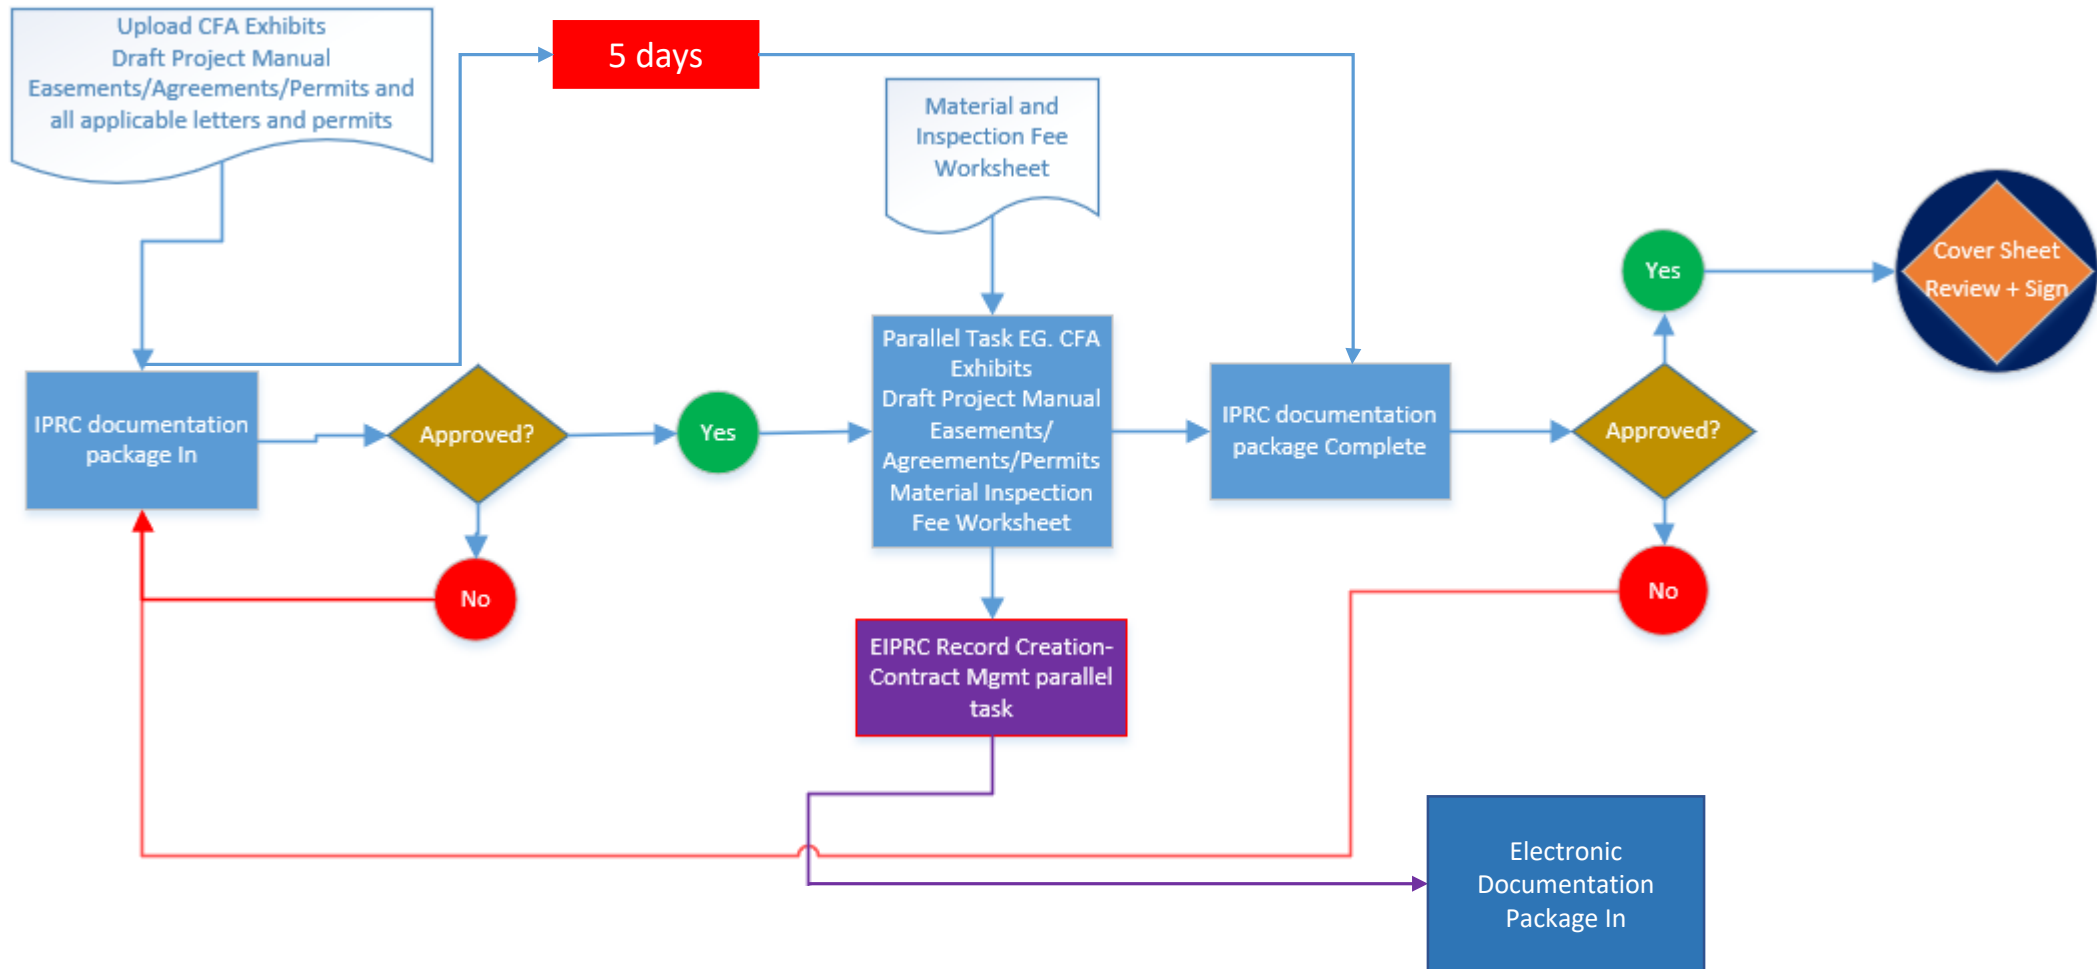 Upload CFA Exhibits
Draft Project Manual
Easements/Agreements/Permits and
all applicable letters and permits
5 days
Material and
Inspection Fee
Worksheet
IPRC documentation
package In
Approved?
No
Yes
Parallel Task EG. CFA
Exhibits
Draft Project Manual
Easements/
Agreements/Permits
Material Inspection
Fee Worksheet
EIPRC Record Creation-
Contract Mgmt parallel
task
IPRC documentation
package Complete
Approved?
Yes
No
Cover Sheet
Review + Sign
Electronic
Documentation
Package In